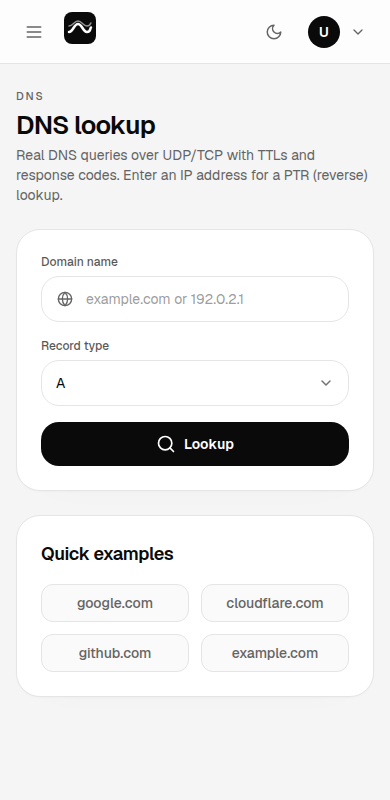 U
DNS
DNS lookup
Real DNS queries over UDP/TCP with TTLs and
response codes. Enter an IP address for a PTR (reverse)
lookup.
Domain name
example.com or 192.0.2.1
Record type
A
Lookup
Quick examples
google.com
cloudflare.com
github.com
example.com